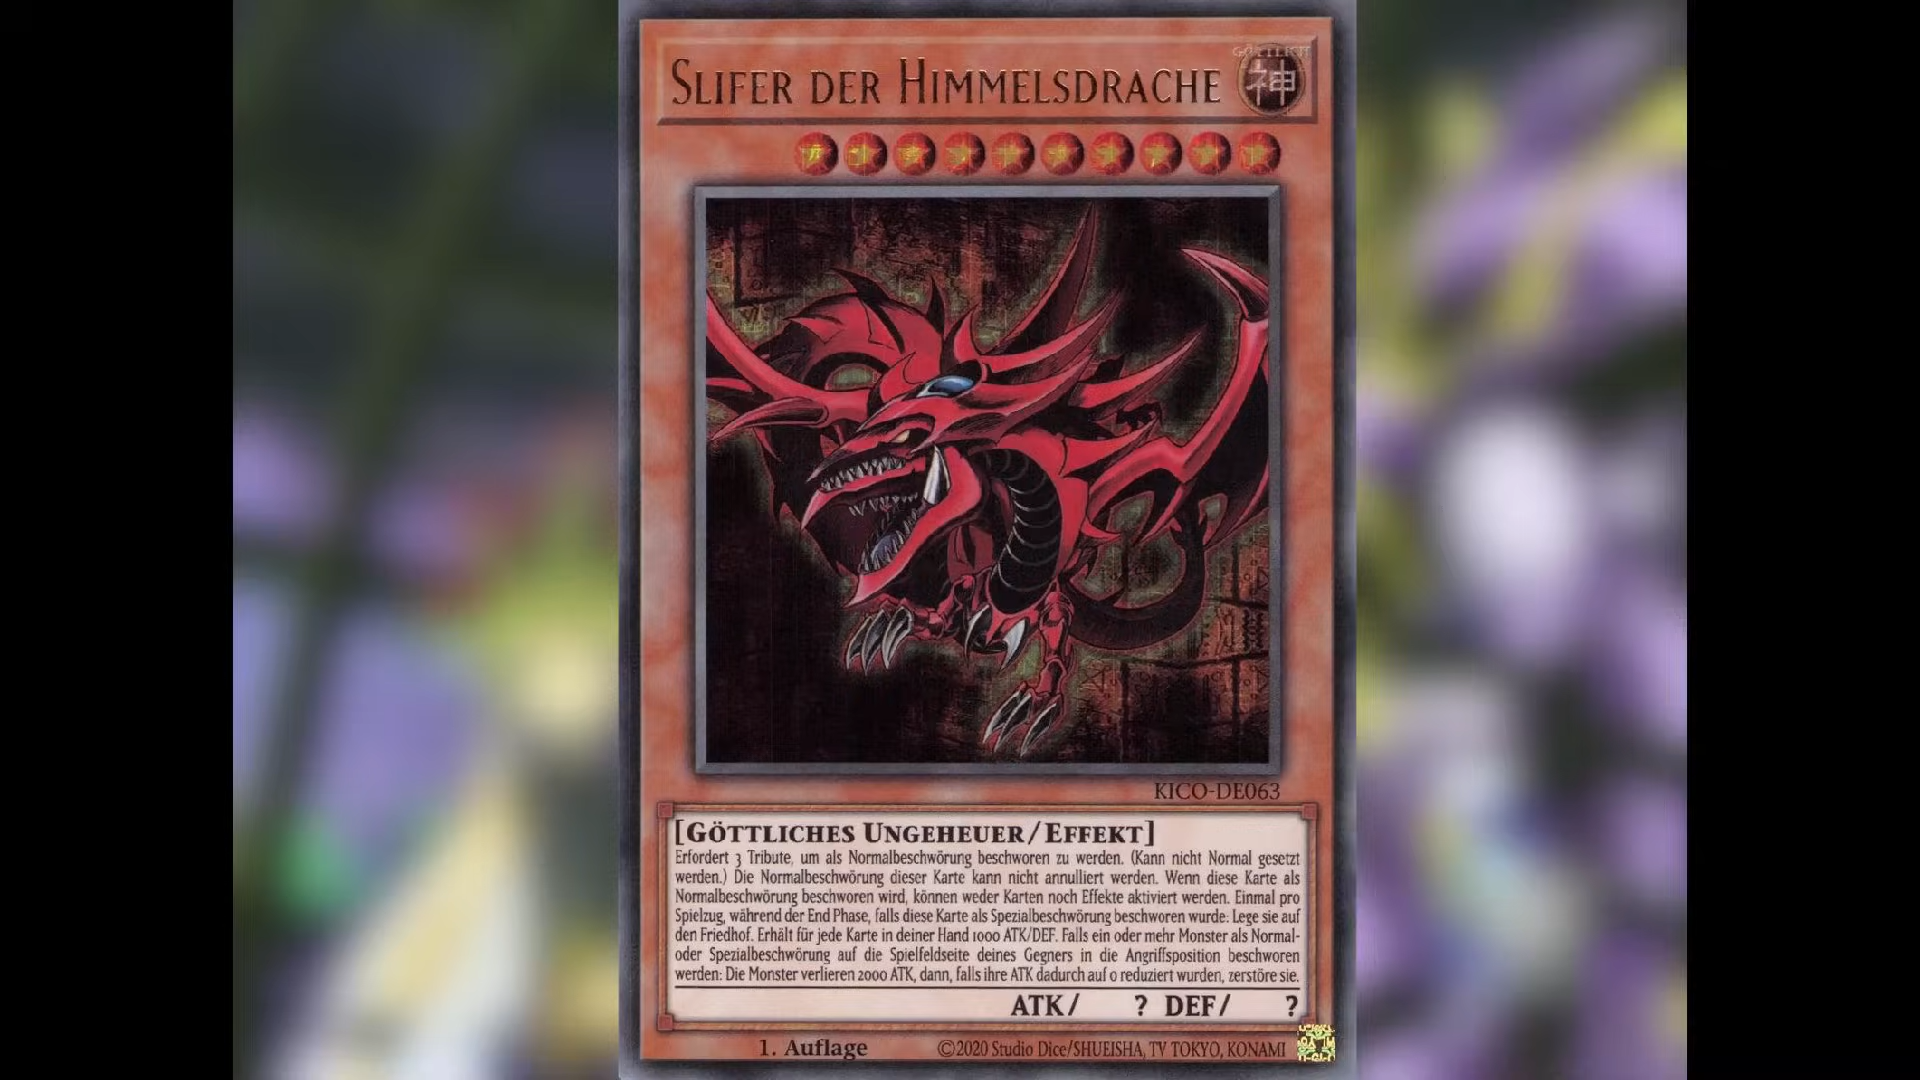 Slifer der Himmelsdrache
GÖTTLICH
神
KICO-DE063
[Göttliches Ungeheuer/Effekt]
Erfordert 3 Tribute, um als Normalbeschwörung beschworen zu werden. (Kann nicht Normal gesetzt
werden.) Die Normalbeschwörung dieser Karte kann nicht annulliert werden. Wenn diese Karte als
Normalbeschwörung beschworen wird, können weder Karten noch Effekte aktiviert werden. Einmal pro
Spielzug, während der End Phase, falls diese Karte als Spezialbeschwörung beschworen wurde: Lege sie auf
den Friedhof. Erhält für jede Karte in deiner Hand 1000 ATK/DEF. Falls ein oder mehr Monster als Normal-
oder Spezialbeschwörung auf die Spielfeldseite deines Gegners in die Angriffsposition beschworen
werden: Die Monster verlieren 2000 ATK, dann, falls ihre ATK dadurch auf 0 reduziert wurden, zerstöre sie.
ATK/ ? DEF/ ?
1. Auflage ©2020 Studio Dice/SHUEISHA, TV TOKYO, KONAMI